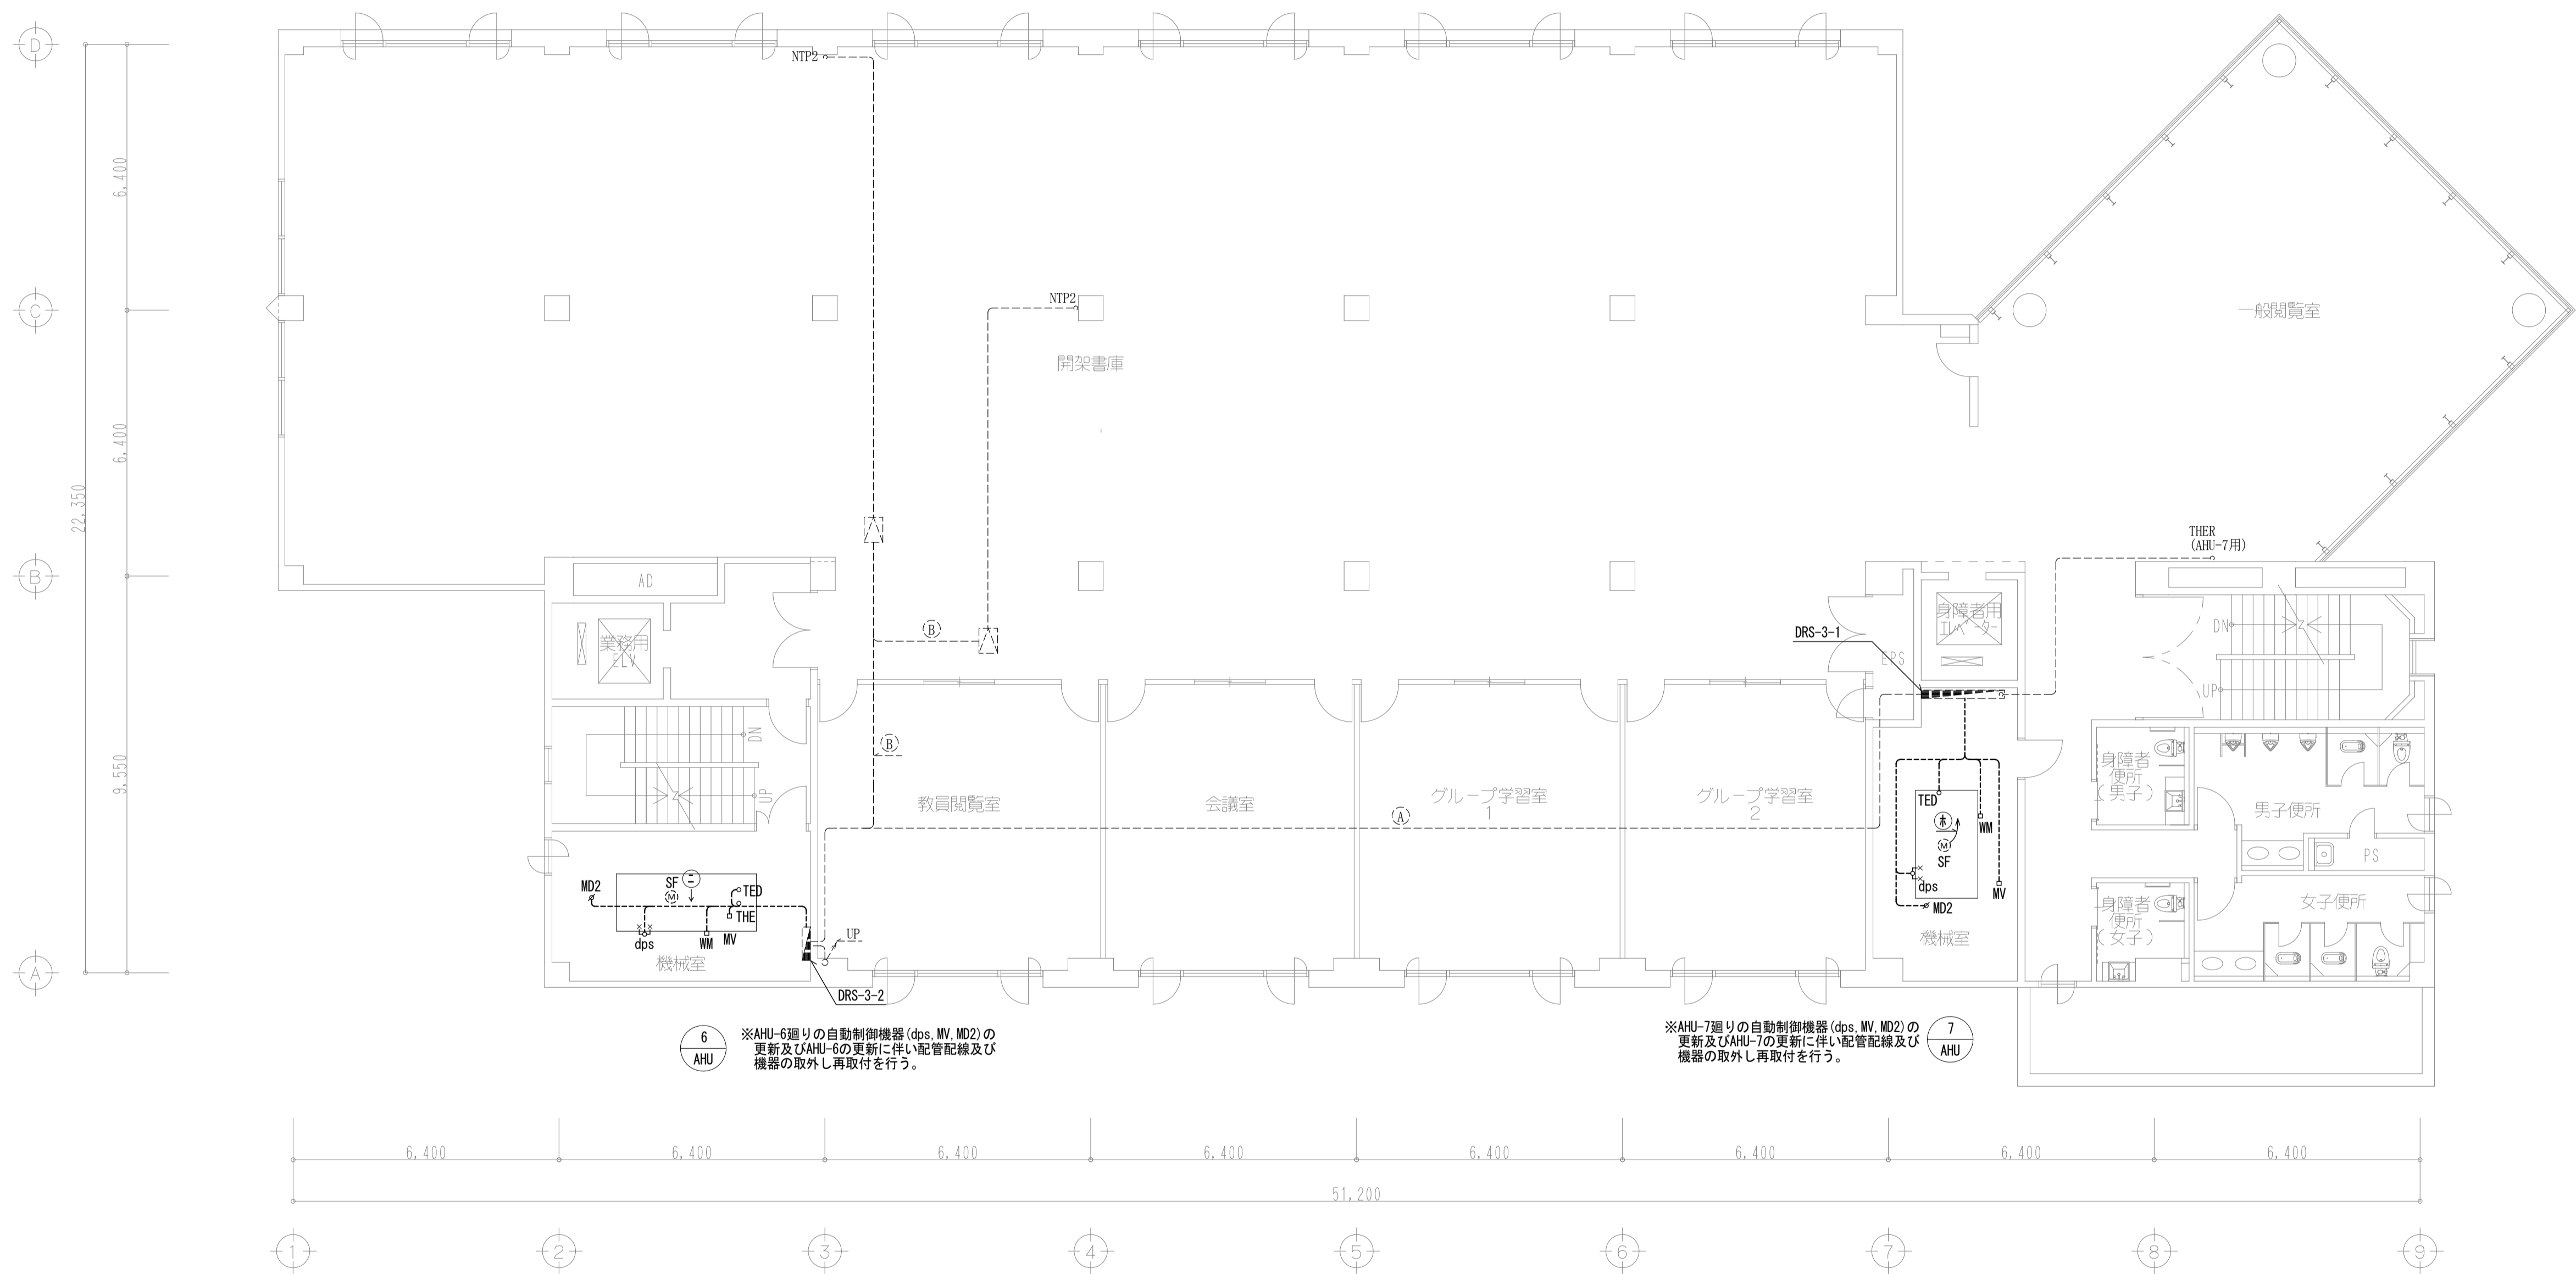 D
NTP2
6,400
C
NTP2
一般閲覧室
開架書庫
6,400
22,350
THER
(AHU-7用)
B
AD
業務用
ELV
B
DRS-3-1
EPS
身障者用
エレベーター
DN
UP
DN
UP
B
9,550
教員閲覧室
会議室
グループ学習室
1
グループ学習室
2
A
TED
ホ
M
SF
WM
dps
MV
MD2
機械室
身障者
便所
(男子)
男子便所
PS
女子便所
身障者
便所
(女子)
MD2
SF
ニ
M
TED
THE
dps
WM
MV
UP
機械室
A
DRS-3-2
6
AHU
※AHU-6廻りの自動制御機器(dps,MV,MD2)の
更新及びAHU-6の更新に伴い配管配線及び
機器の取外し再取付を行う。
※AHU-7廻りの自動制御機器(dps,MV,MD2)の
更新及びAHU-7の更新に伴い配管配線及び
機器の取外し再取付を行う。
7
AHU
6,400
6,400
6,400
6,400
6,400
6,400
6,400
6,400
51,200
1
2
3
4
5
6
7
8
9